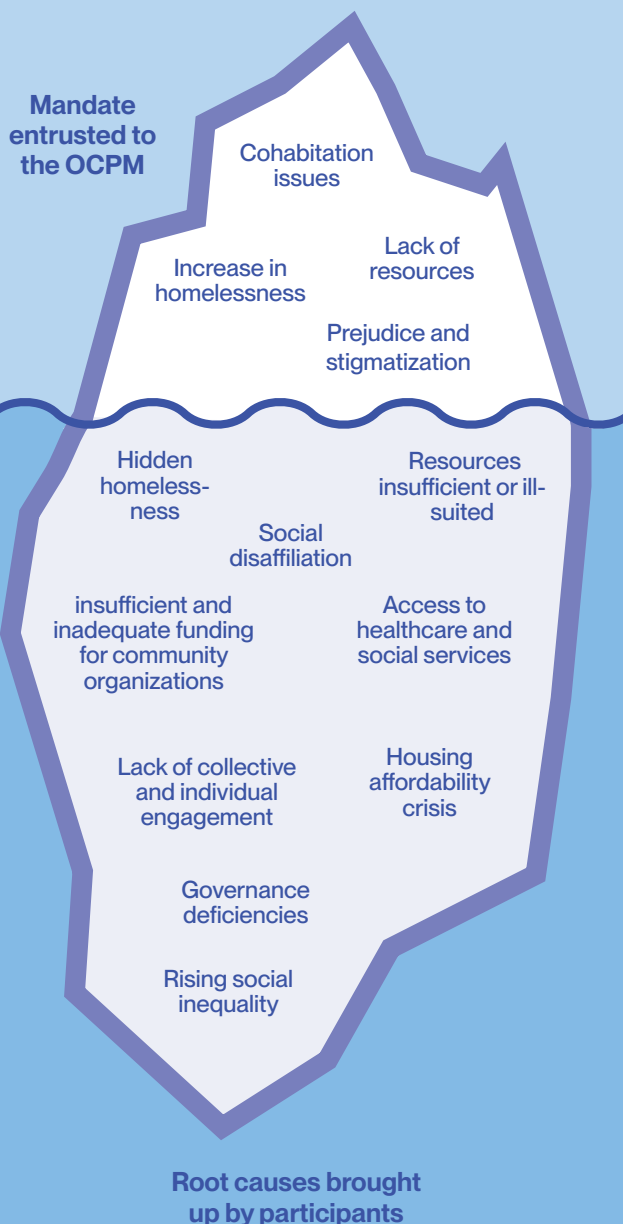 Mandate
entrusted to
the OCPM
Cohabitation
issues
Increase in
homelessness
Lack of
resources
Prejudice and
stigmatization
Hidden
homeless-
ness
Resources
insufficient or ill-
suited
Social
disaffiliation
insufficient and
inadequate funding
for community
organizations
Access to
healthcare and
social services
Lack of collective
and individual
engagement
Housing
affordability
crisis
Governance
deficiencies
Rising social
inequality
Root causes brought
up by participants